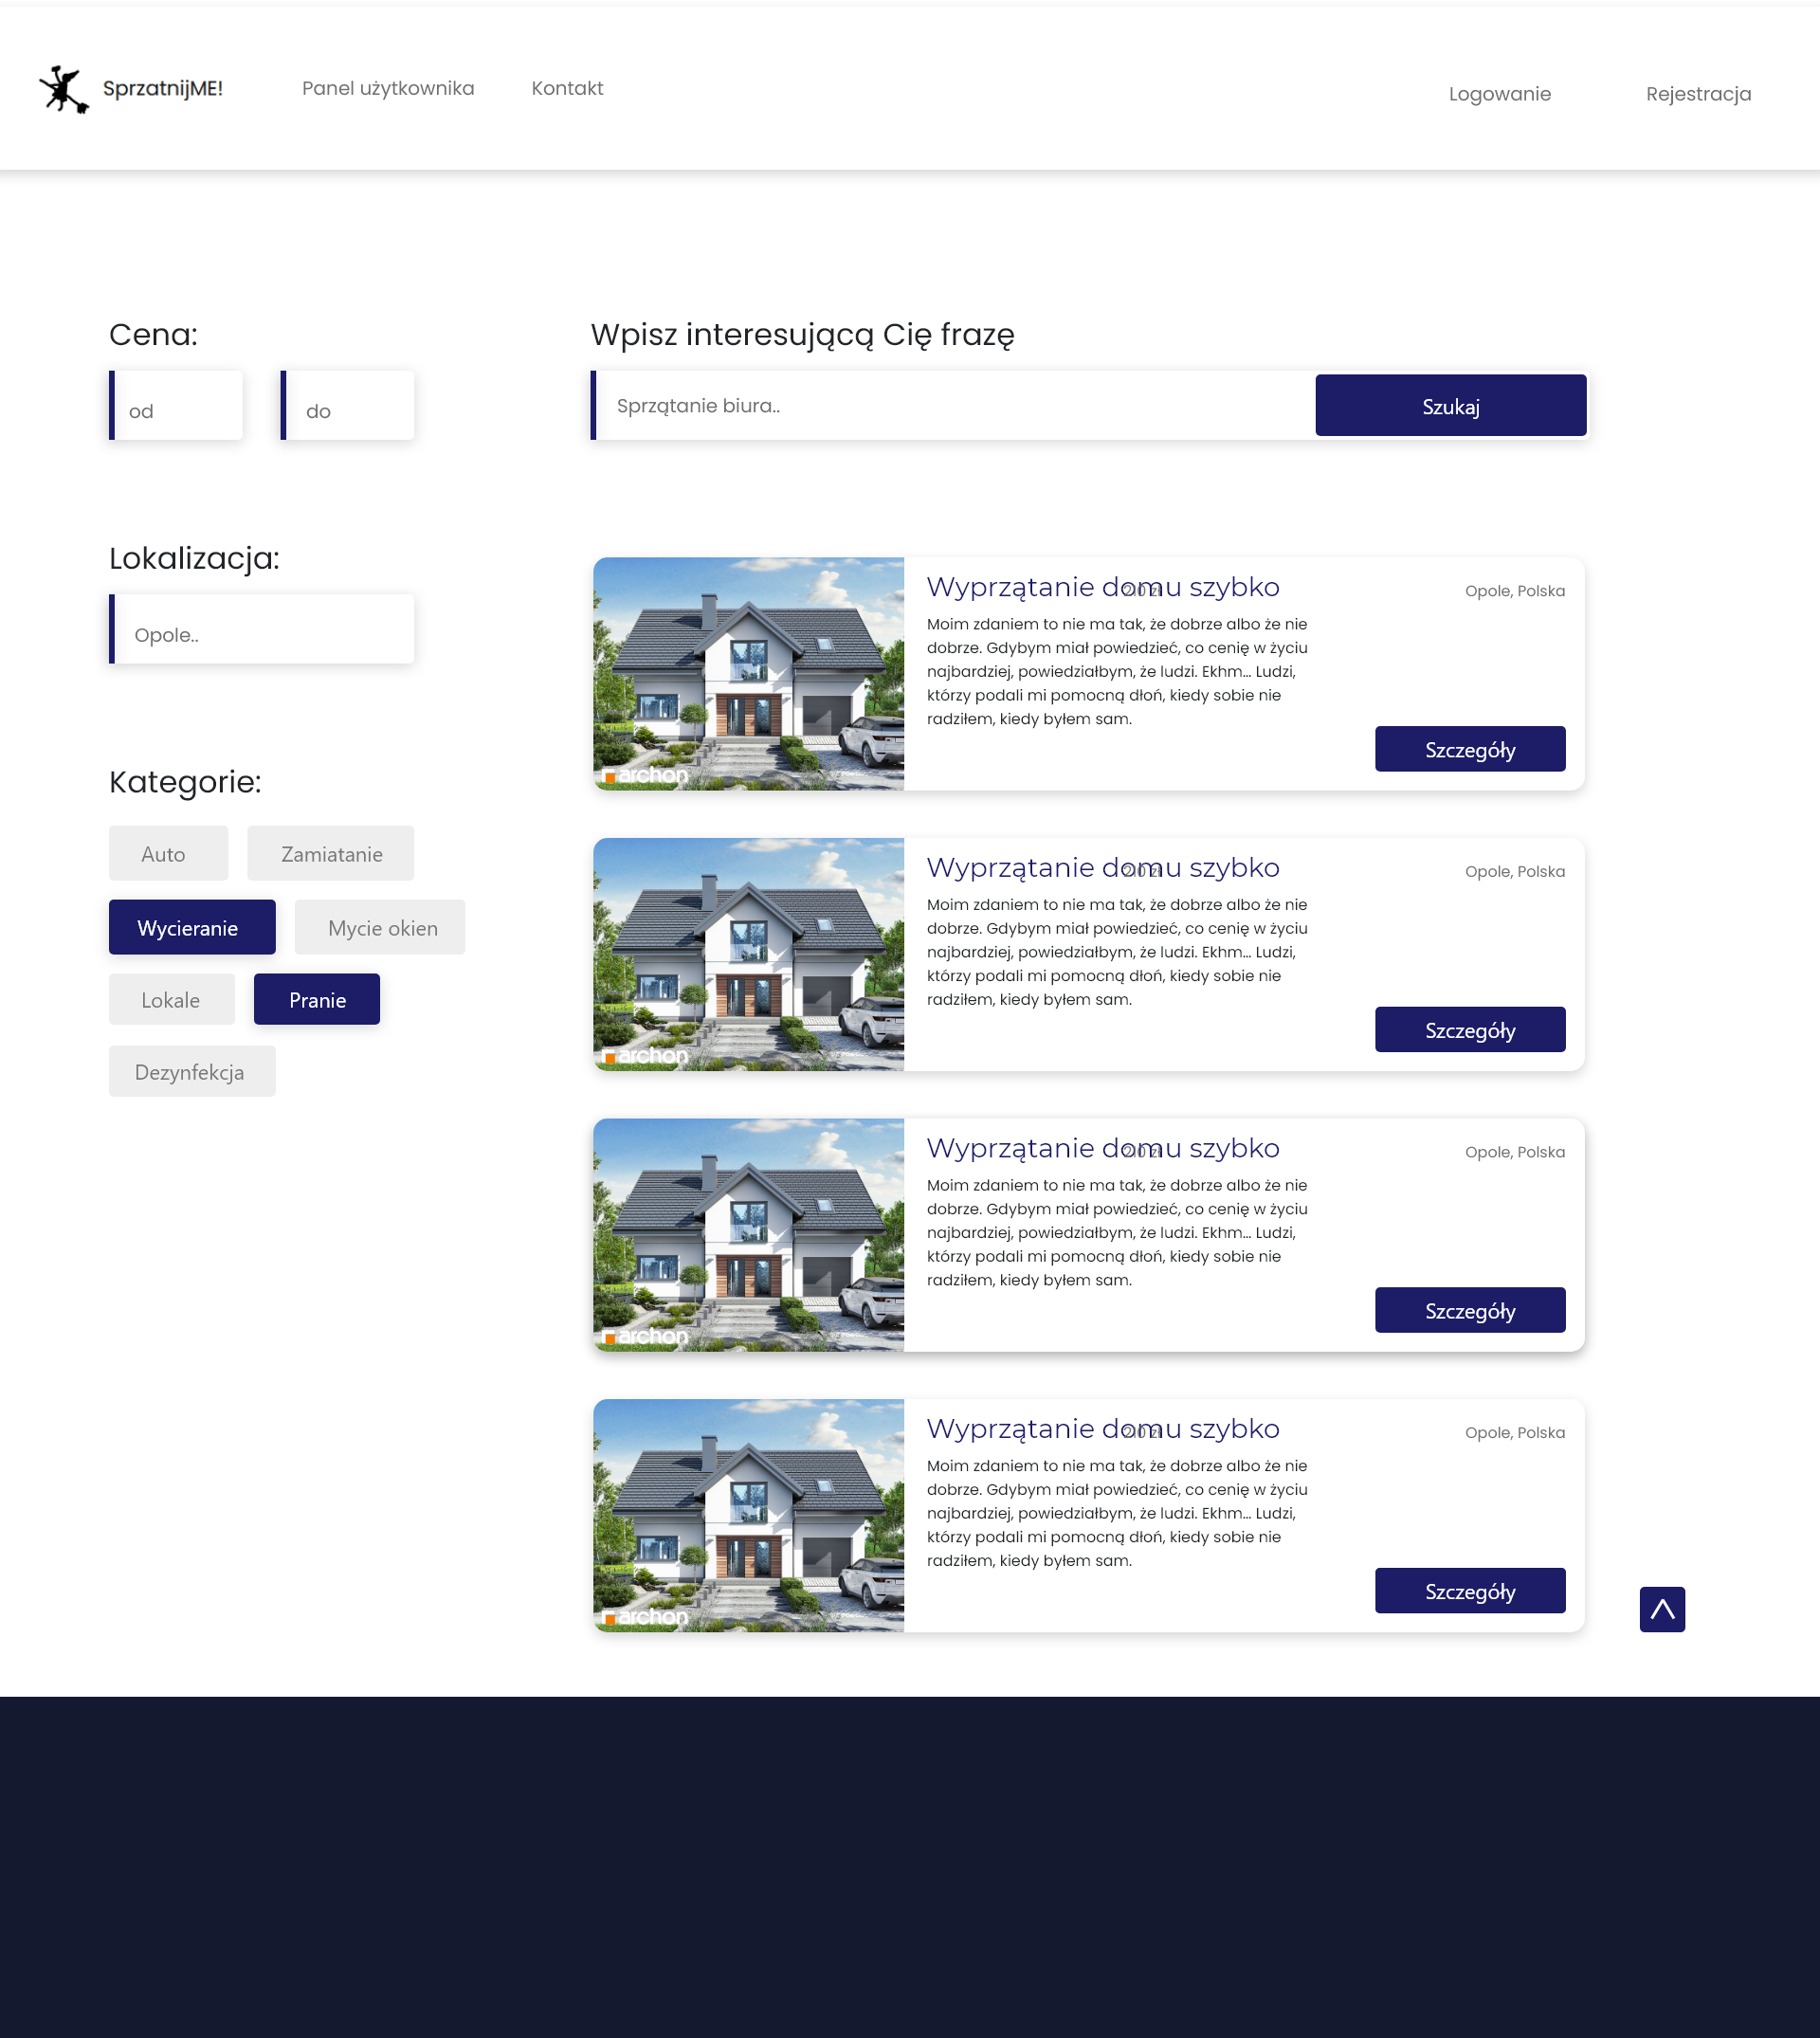 SprzatnijME!
Panel użytkownika
Kontakt
Logowanie
Rejestracja
Cena:
od
do
Lokalizacja:
Opole..
Kategorie:
Auto
Zamiatanie
Wycieranie
Mycie okien
Lokale
Pranie
Dezynfekcja
Wpisz interesującą Cię frazę
Sprzątanie biura..
Szukaj
archon
Wyprzątanie domu szybko
210 zł
Opole, Polska
Moim zdaniem to nie ma tak, że dobrze albo że nie
dobrze. Gdybym miał powiedzieć, co cenię w życiu
najbardziej, powiedziałbym, że ludzi. Ekhm... Ludzi,
którzy podali mi pomocną dłoń, kiedy sobie nie
radziłem, kiedy byłem sam.
Szczegóły
archon
Wyprzątanie domu szybko
210 zł
Opole, Polska
Moim zdaniem to nie ma tak, że dobrze albo że nie
dobrze. Gdybym miał powiedzieć, co cenię w życiu
najbardziej, powiedziałbym, że ludzi. Ekhm... Ludzi,
którzy podali mi pomocną dłoń, kiedy sobie nie
radziłem, kiedy byłem sam.
Szczegóły
archon
Wyprzątanie domu szybko
210 zł
Opole, Polska
Moim zdaniem to nie ma tak, że dobrze albo że nie
dobrze. Gdybym miał powiedzieć, co cenię w życiu
najbardziej, powiedziałbym, że ludzi. Ekhm... Ludzi,
którzy podali mi pomocną dłoń, kiedy sobie nie
radziłem, kiedy byłem sam.
Szczegóły
archon
Wyprzątanie domu szybko
210 zł
Opole, Polska
Moim zdaniem to nie ma tak, że dobrze albo że nie
dobrze. Gdybym miał powiedzieć, co cenię w życiu
najbardziej, powiedziałbym, że ludzi. Ekhm... Ludzi,
którzy podali mi pomocną dłoń, kiedy sobie nie
radziłem, kiedy byłem sam.
Szczegóły